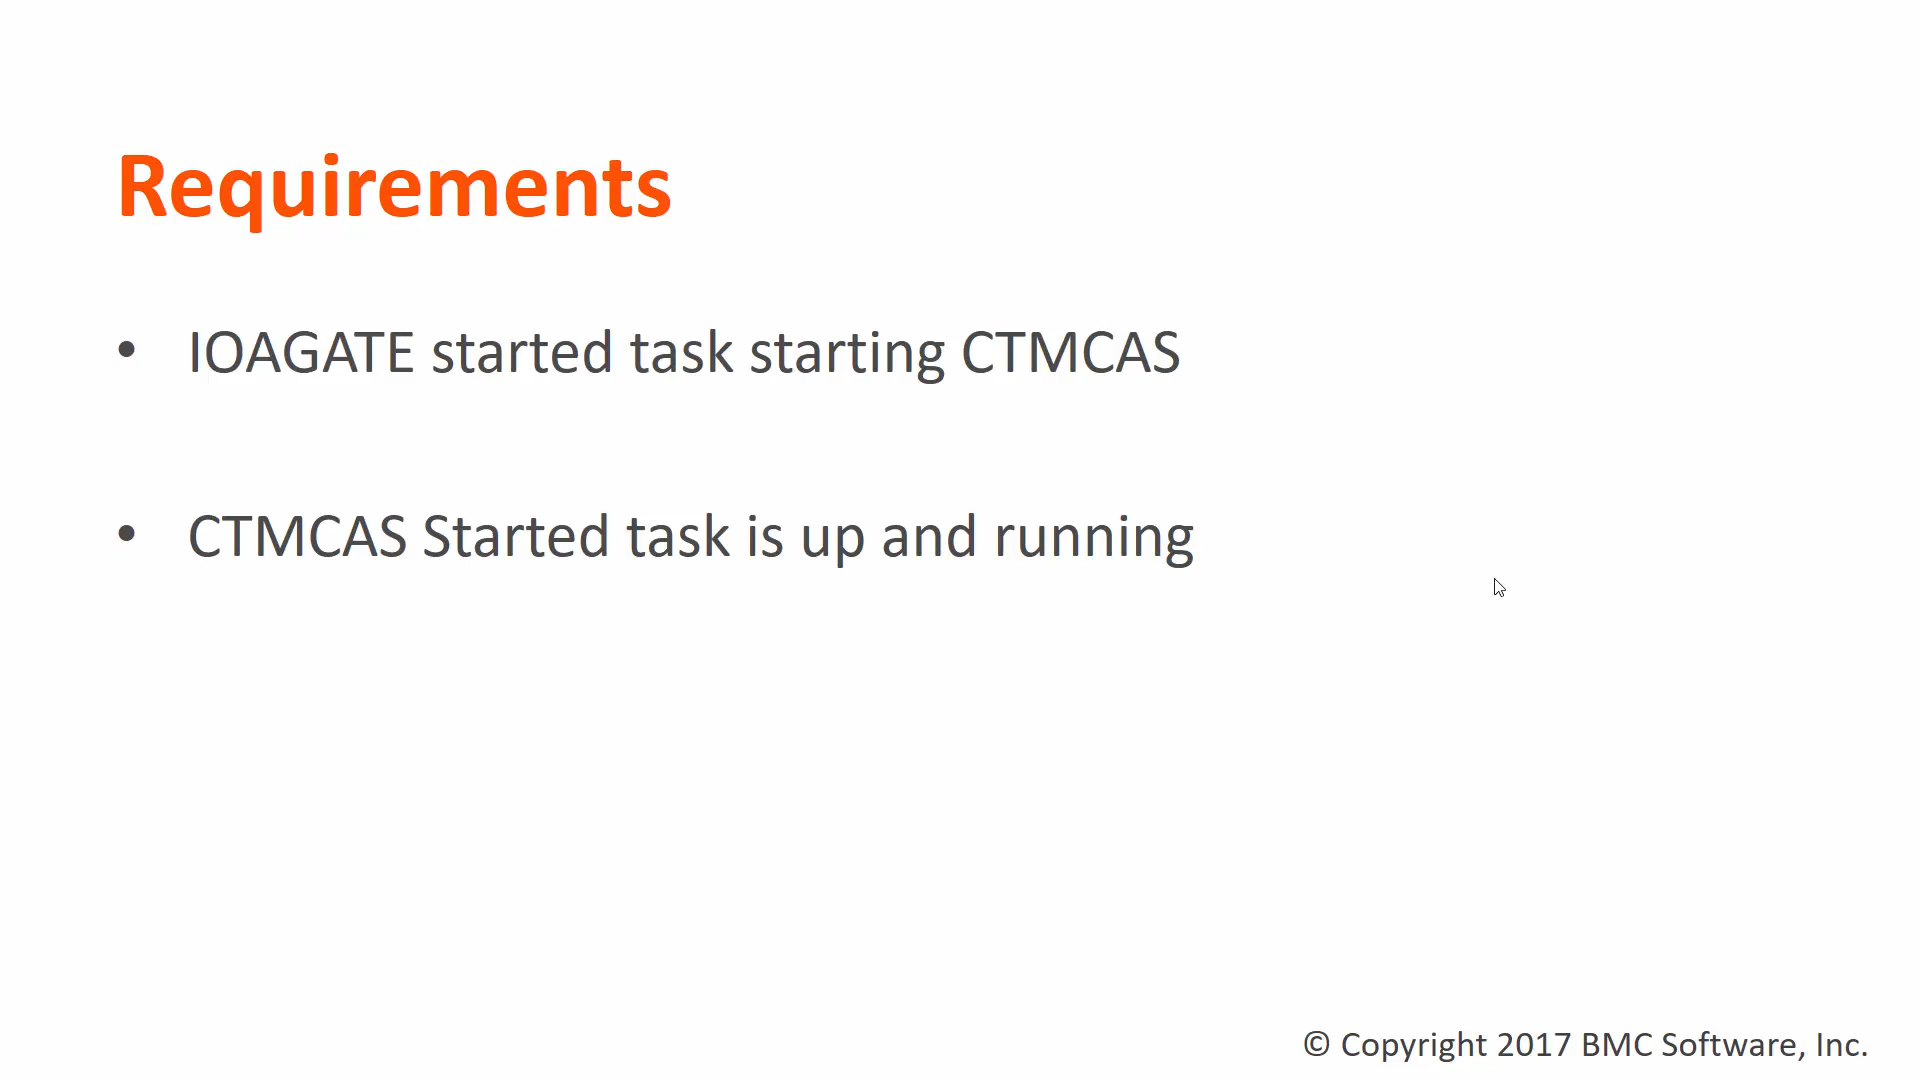 Requirements
• IOAGATE started task starting CTMCAS
• CTMCAS Started task is up and running
© Copyright 2017 BMC Software, Inc.